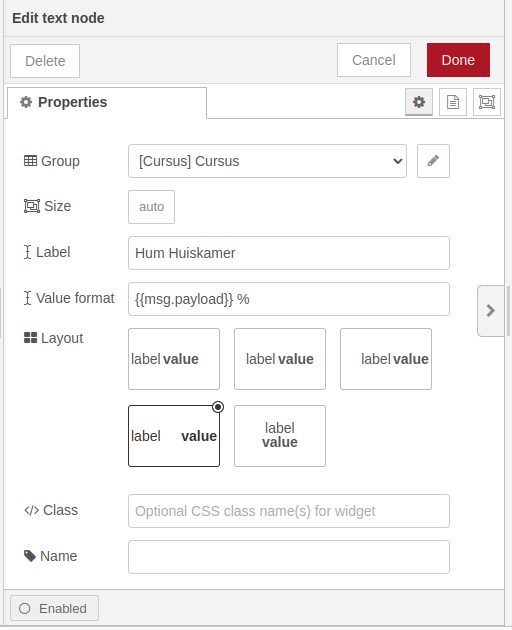 Edit text node
Delete
Cancel
Done
Properties
Group
[Cursus] Cursus
Size
auto
Label
Hum Huiskamer
Value format
{{msg.payload}} %
Layout
label value
label value
label value
label value
label
value
Class
Optional CSS class name(s) for widget
Name
Enabled